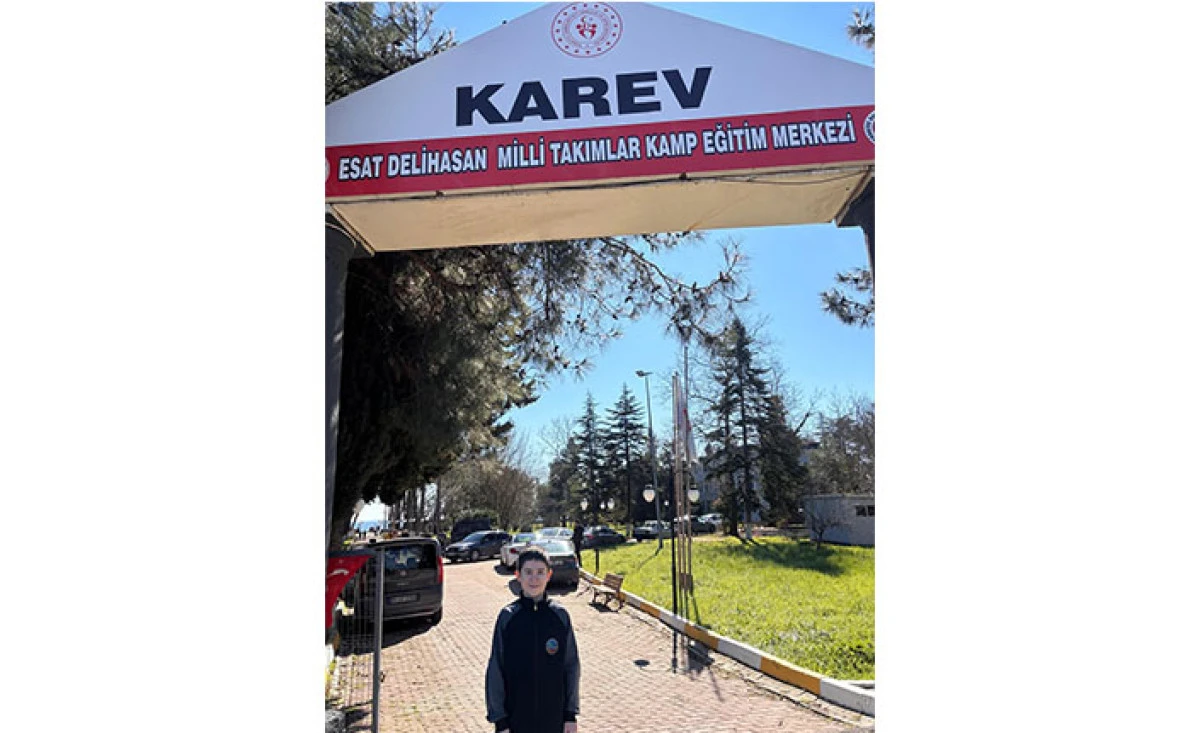 KAREV
ESAT DELİHASAN MİLLİ TAKIMLAR KAMP EĞİTİM MERKEZİ